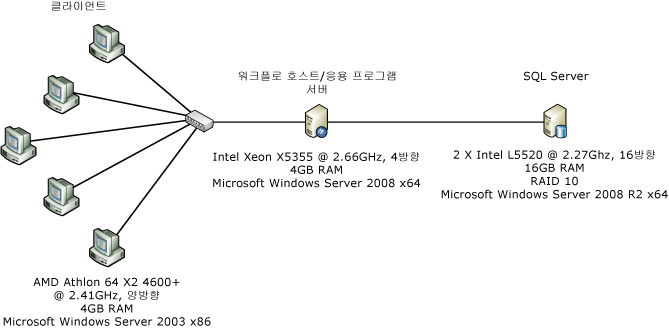 클라이언트
워크플로 호스트/응용 프로그램
서버
SQL Server
Intel Xeon X5355 @ 2.66GHz, 4방향
4GB RAM
Microsoft Windows Server 2008 x64
2 X Intel L5520 @ 2.27Ghz, 16방향
16GB RAM
RAID 10
Microsoft Windows Server 2008 R2 x64
AMD Athlon 64 X2 4600+
@ 2.41GHz, 양방향
4GB RAM
Microsoft Windows Server 2003 x86